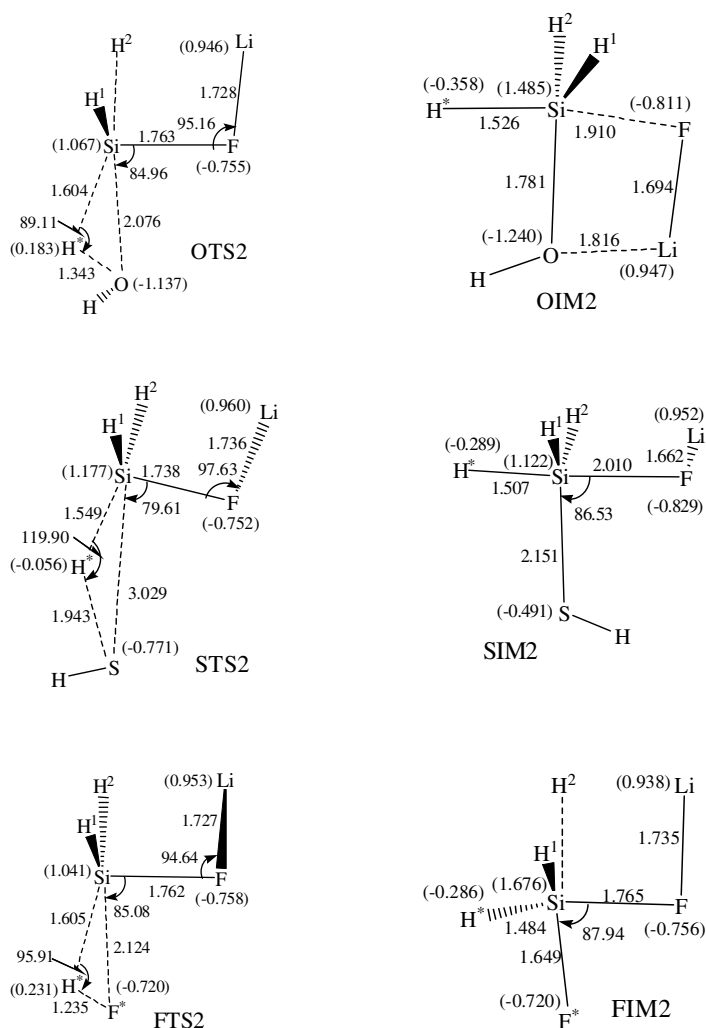 H²
(0.946) Li
H¹
1.728
95.16
(1.067) Si 1.763 F
84.96 (-0.755)
1.604
89.11 2.076
(0.183) H*
1.343
OTS2
O (-1.137)
H
H²
H¹
(-0.358) (1.485) (-0.811)
H* Si F
1.526 1.910
1.781 1.694
(-1.240) 1.816
O Li
H (0.947)
OIM2
H²
(0.960) Li
H¹
1.736
(1.177) Si 1.738 97.63
F
79.61 (-0.752)
1.549
119.90
(-0.056) H*
3.029
1.943
(-0.771)
H S
STS2
H²
H¹ (0.952)
Li
(-0.289) (1.122) 1.662
H* Si 2.010 F
1.507 (-0.829)
86.53
2.151
(-0.491) S
H
SIM2
H²
(0.953) Li
H¹ 1.727
94.64
(1.041) Si F
1.762 (-0.758)
85.08
1.605
2.124
95.91
H* (-0.720)
(0.231)
1.235 F*
FTS2
H²
(0.938) Li
1.735
H¹
(-0.286) (1.676) Si 1.765 F
H* 1.484 (-0.756)
87.94
1.649
(-0.720)
F*
FIM2